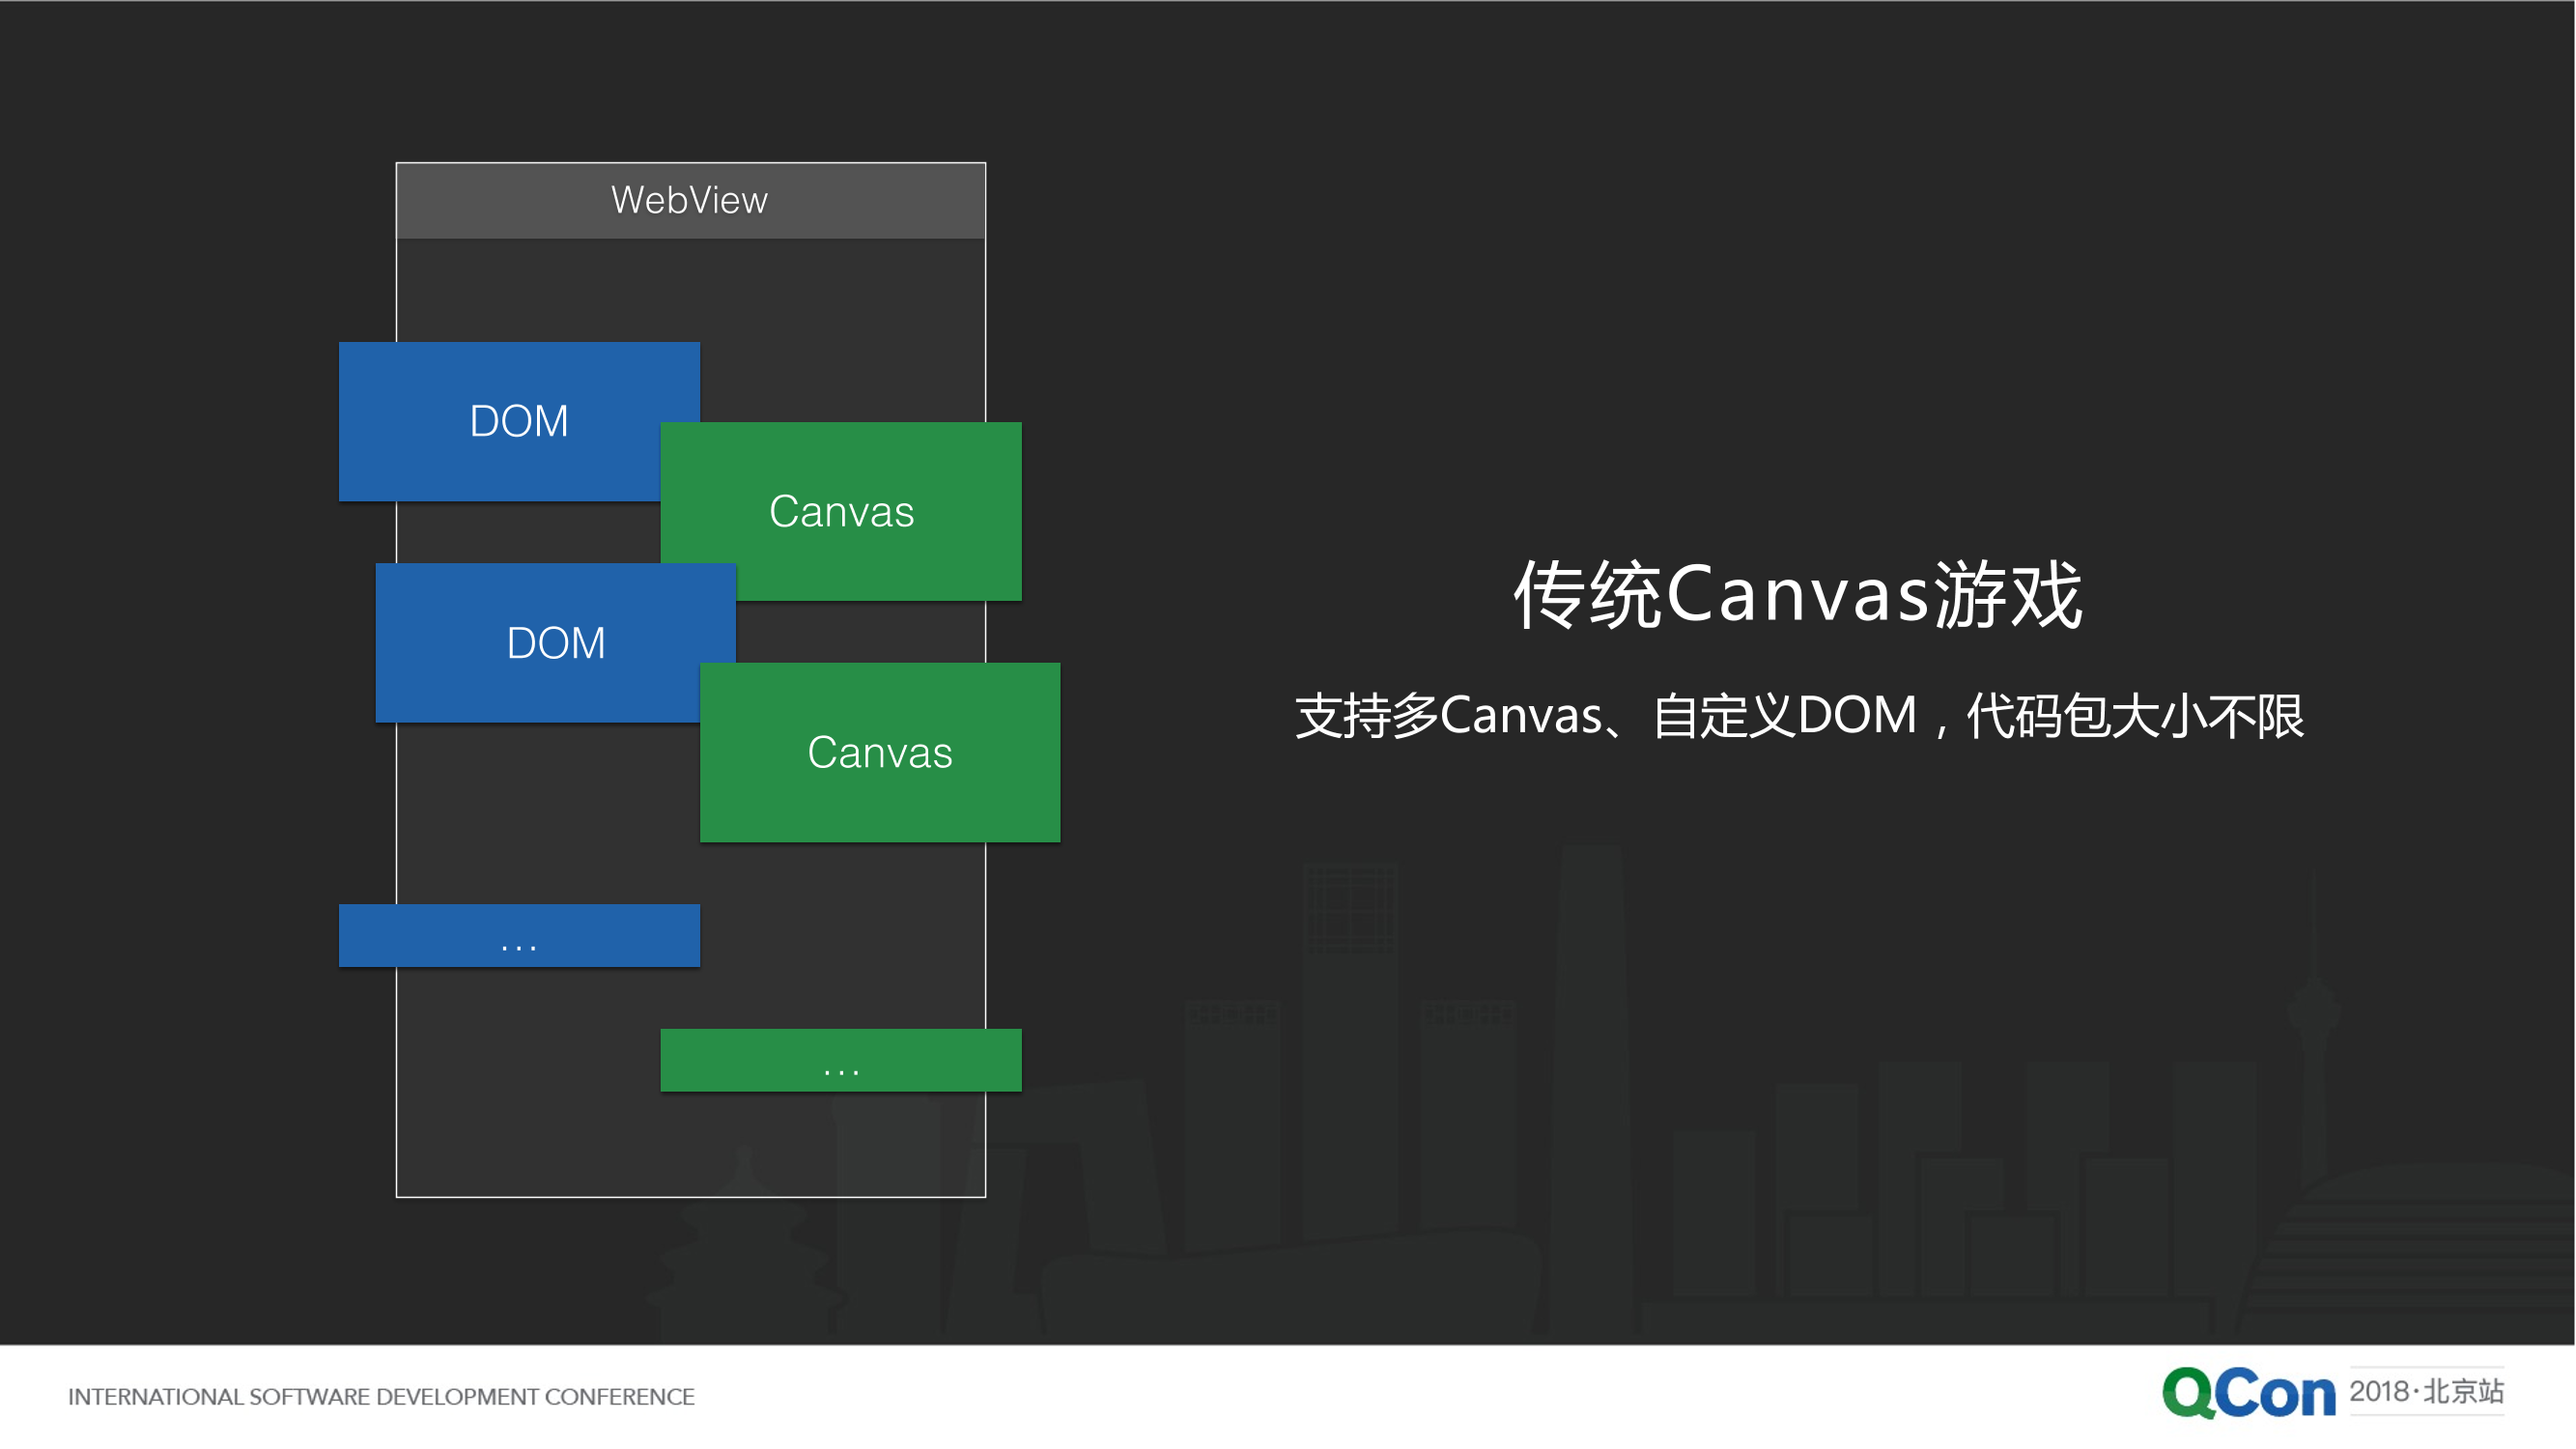 WebView
DOM
Canvas
DOM
Canvas
...
...
传统Canvas游戏
支持多Canvas、自定义DOM，代码包大小不限
INTERNATIONAL SOFTWARE DEVELOPMENT CONFERENCE
QCon 2018·北京站